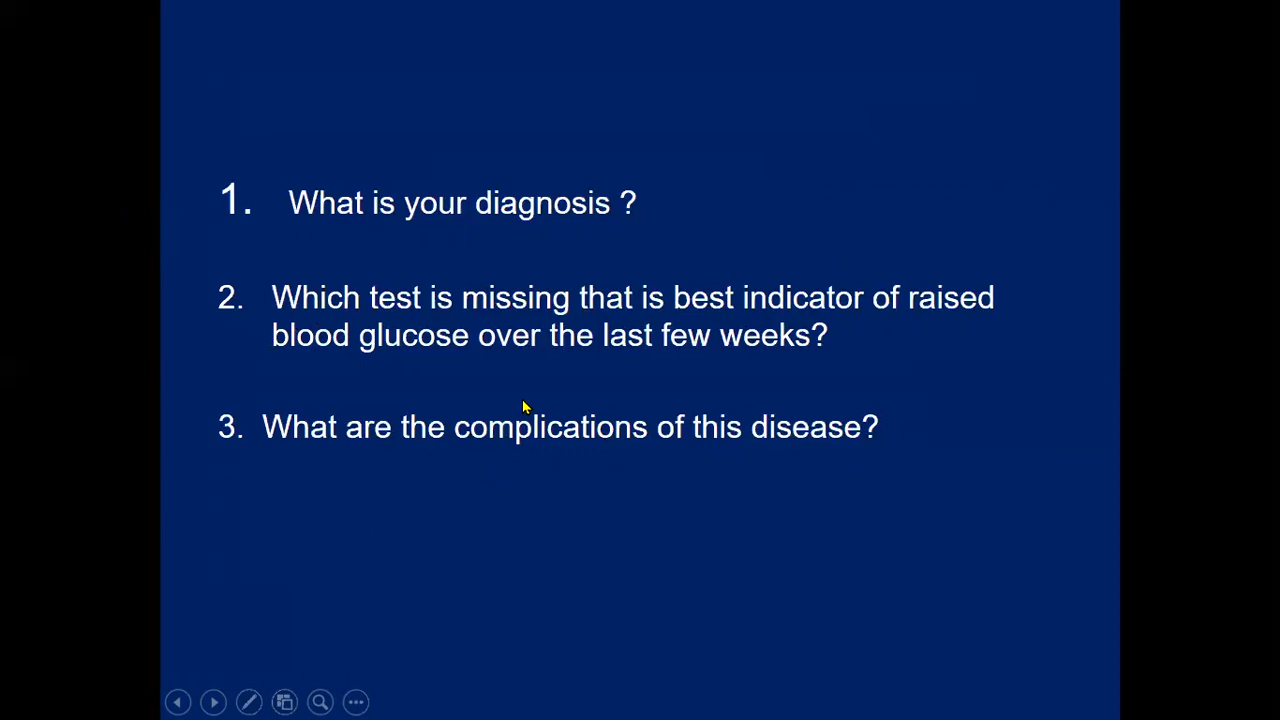 1. What is your diagnosis ?
2. Which test is missing that is best indicator of raised
blood glucose over the last few weeks?
3. What are the complications of this disease?